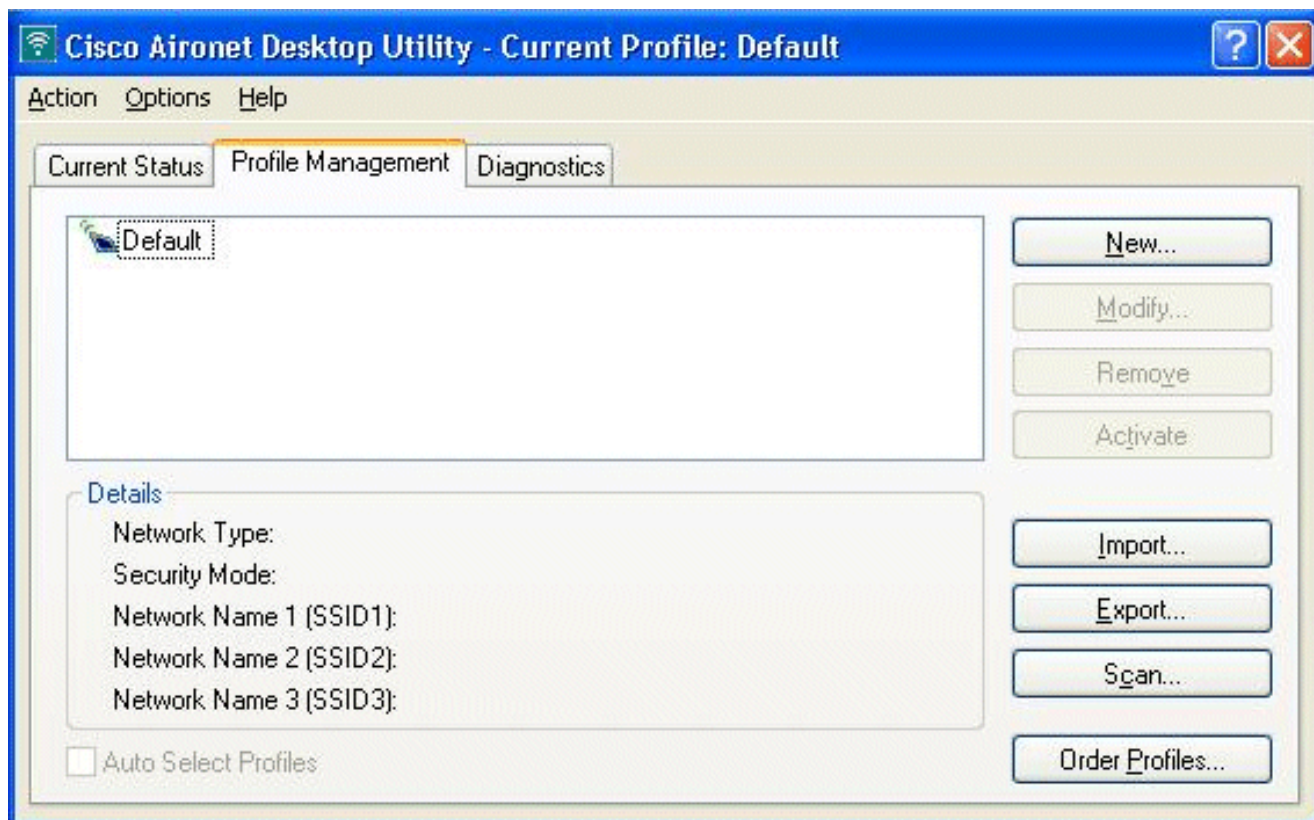 Cisco Aironet Desktop Utility - Current Profile: Default
Action Options Help
Current Status Profile Management Diagnostics
Default
New...
Modify...
Remove
Activate
Details
Network Type:
Security Mode:
Network Name 1 (SSID1):
Network Name 2 (SSID2):
Network Name 3 (SSID3):
Import...
Export...
Scan...
Auto Select Profiles
Order Profiles...